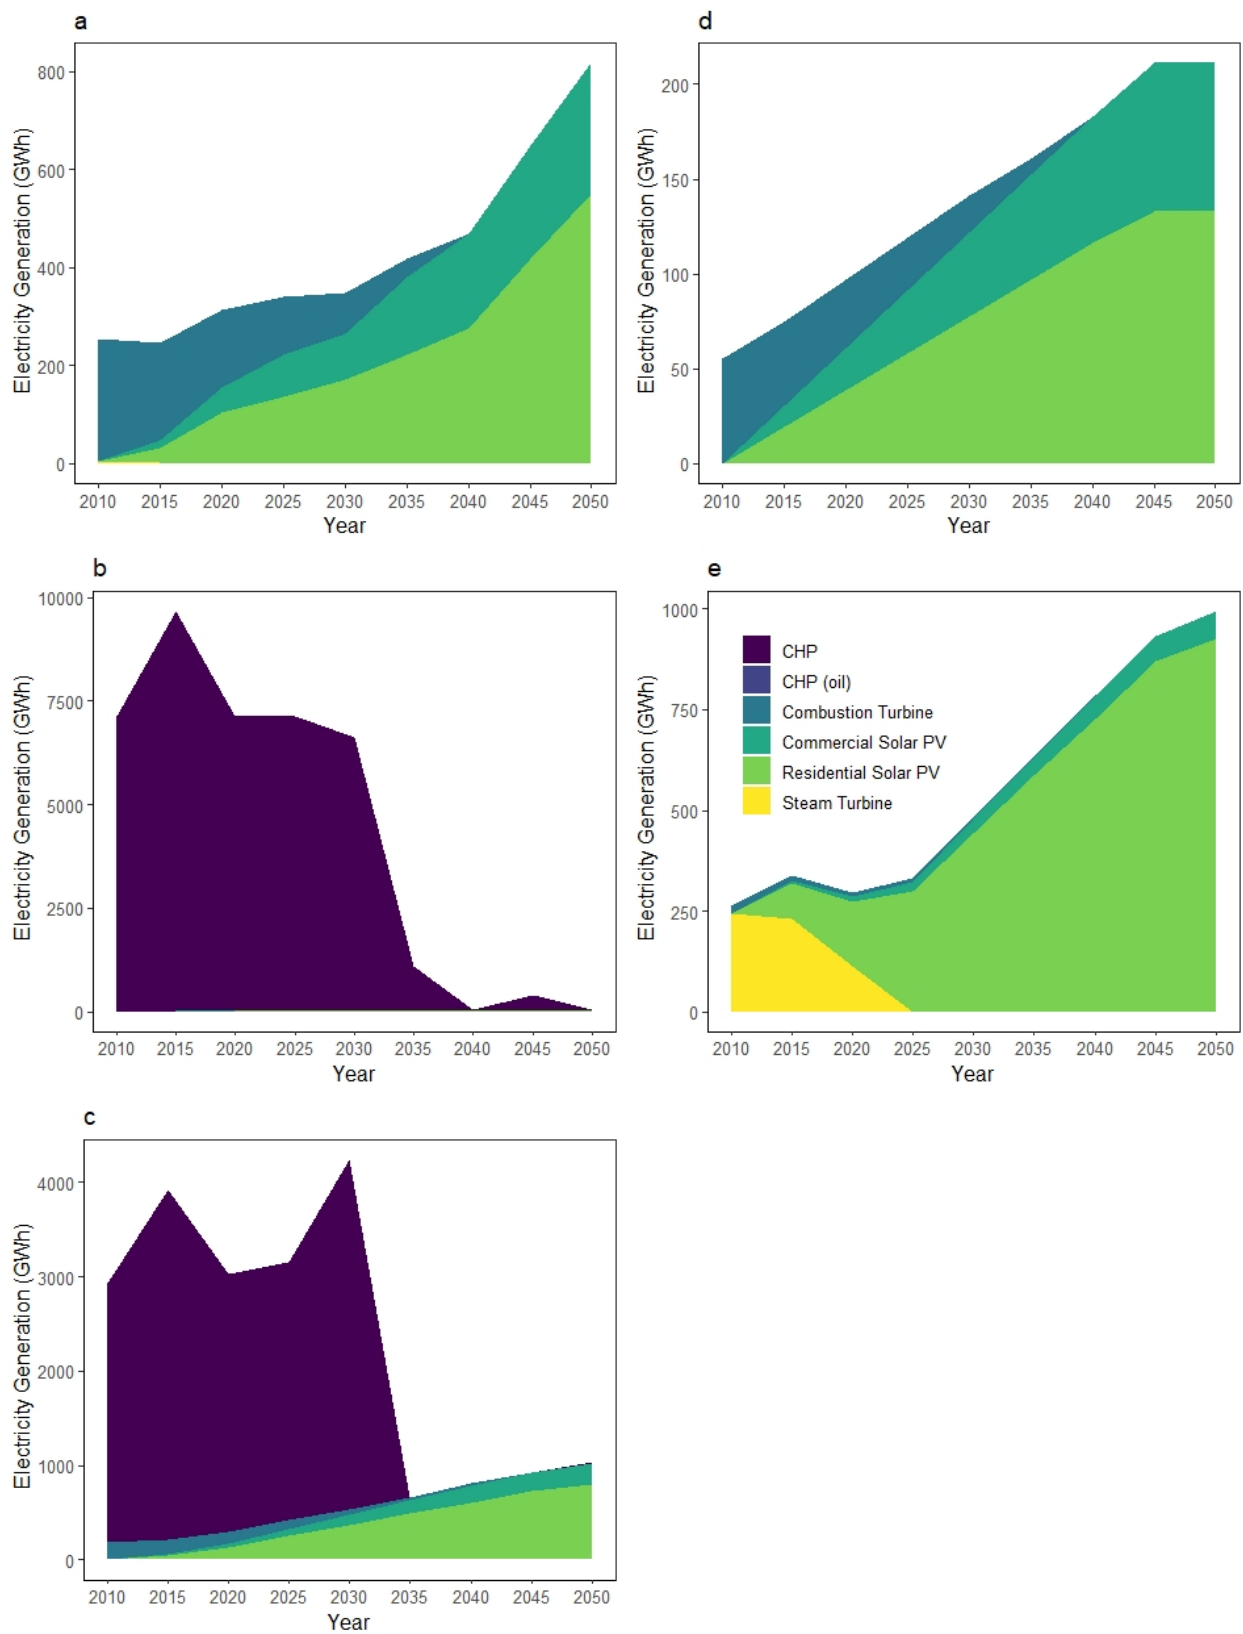 a
Electricity Generation (GWh)
800
600
400
200
0
2010 2015 2020 2025 2030 2035 2040 2045 2050
Year
d
Electricity Generation (GWh)
200
150
100
50
0
2010 2015 2020 2025 2030 2035 2040 2045 2050
Year
b
Electricity Generation (GWh)
10000
7500
5000
2500
0
2010 2015 2020 2025 2030 2035 2040 2045 2050
Year
e
Electricity Generation (GWh)
1000
750
500
250
0
CHP
CHP (oil)
Combustion Turbine
Commercial Solar PV
Residential Solar PV
Steam Turbine
2010 2015 2020 2025 2030 2035 2040 2045 2050
Year
c
Electricity Generation (GWh)
4000
3000
2000
1000
0
2010 2015 2020 2025 2030 2035 2040 2045 2050
Year